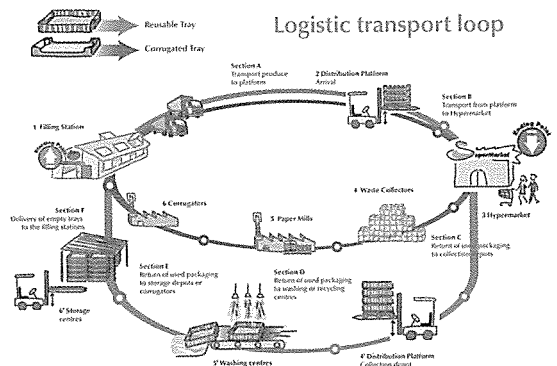 Logistic transport loop
Reusable Tray
Corrugated Tray
Section A
Transport produce
to platform
2 Distribution Platform
Arrival
Section B
Transport from platform
to Hypermarket
1 Filling Station
Supermarket
3 Hypermarket
4 Waste Collectors
5 Paper Mills
6 Corrugators
Section F
Delivery of empty trays
to the filling stations
Section C
Return of used packaging
to collection depots
Section E
Return of used packaging
to storage depots or
corrugators
Section D
Return of used packaging
to washing or recycling
centres
6' Storage
centres
5' Washing centres
4' Distribution Platform
Collection depot